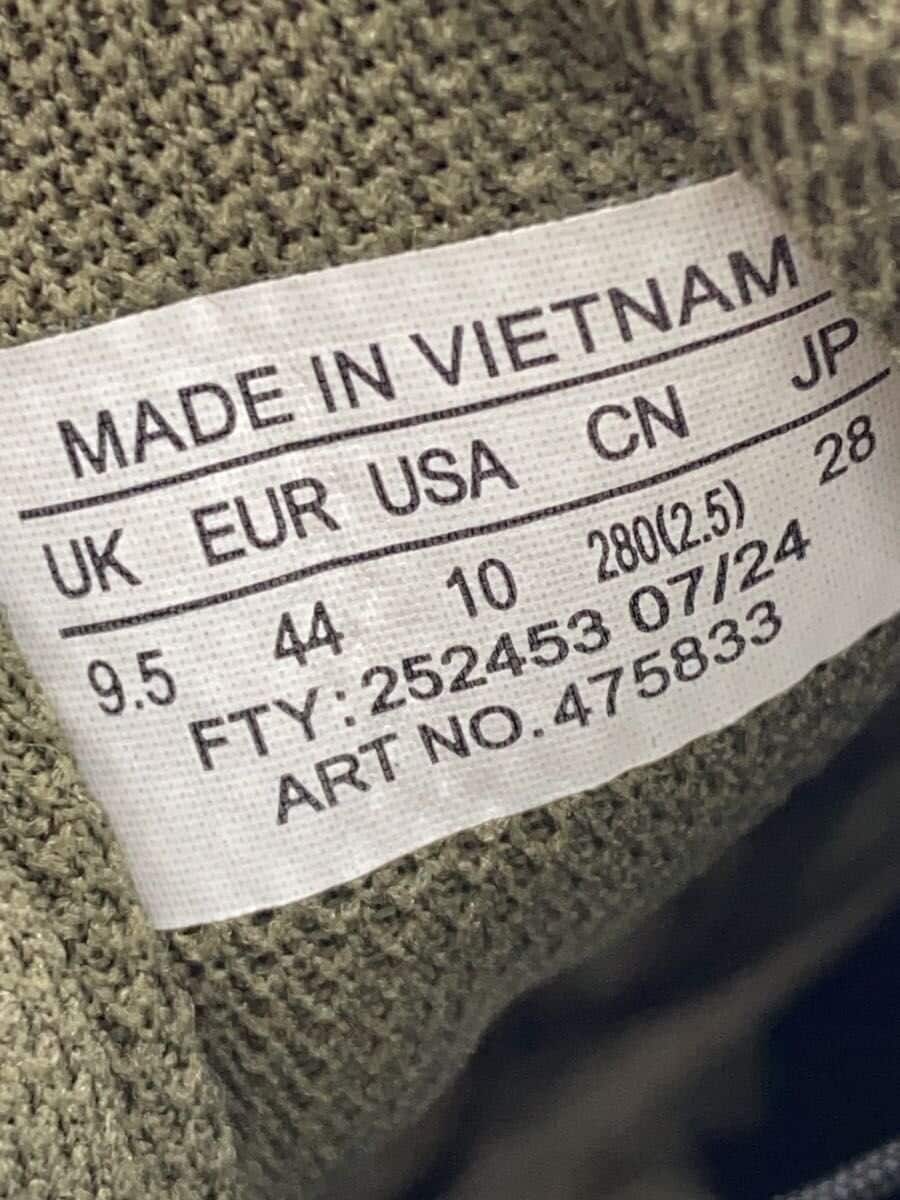 MADE IN VIETNAM
UK EUR USA CN JP
9.5 44 10 280(2.5) 28
FTY: 252453 07/24
ART NO. 475833